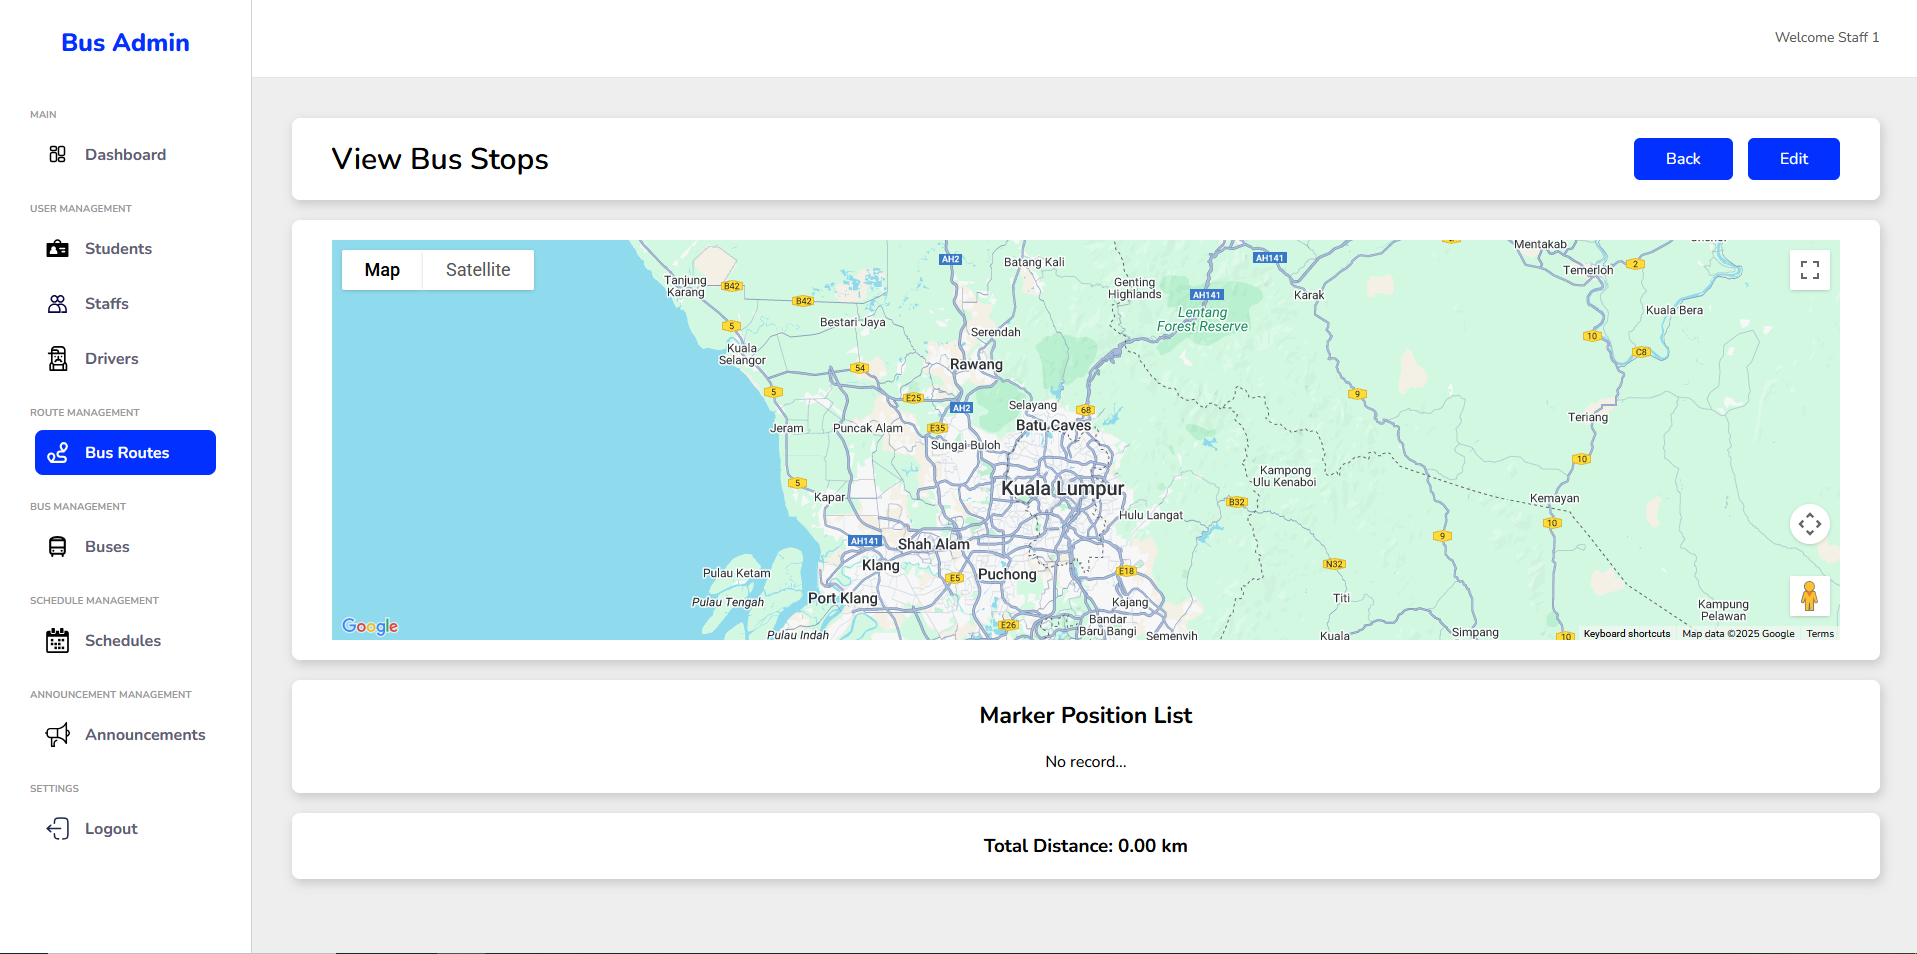 Bus Admin
Welcome Staff 1
MAIN
Dashboard
USER MANAGEMENT
Students
Staffs
Drivers
ROUTE MANAGEMENT
Bus Routes
BUS MANAGEMENT
Buses
SCHEDULE MANAGEMENT
Schedules
ANNOUNCEMENT MANAGEMENT
Announcements
SETTINGS
Logout
View Bus Stops
Back
Edit
Map
Satellite
Tanjung
Karang
B42
B42
AH2
Batang Kali
Genting
Highlands
AH141
AH141
Lentang
Forest Reserve
Karak
Mentakab
Temerloh
2
Kuala Bera
5
Bestari Jaya
Serendah
Kuala
Selangor
10
C8
54
Rawang
5
E25
AH2
Selayang
68
9
Jeram
Puncak Alam
E35
Batu Caves
Teriang
Sungai Buloh
10
5
Kapar
Kuala Lumpur
Kampong
Ulu Kenaboi
B32
Kemayan
Hulu Langat
10
AH141
Shah Alam
9
Klang
Pulau Ketam
E5
Puchong
E18
N32
Pulau Tengah
Port Klang
Kajang
Titi
Kampung
Pelawan
E26
Bandar
Baru Bangi
Pulau Indah
Semenyih
Kuala
Simpang
10
Google
Keyboard shortcuts
Map data ©2025 Google
Terms
Marker Position List
No record...
Total Distance: 0.00 km